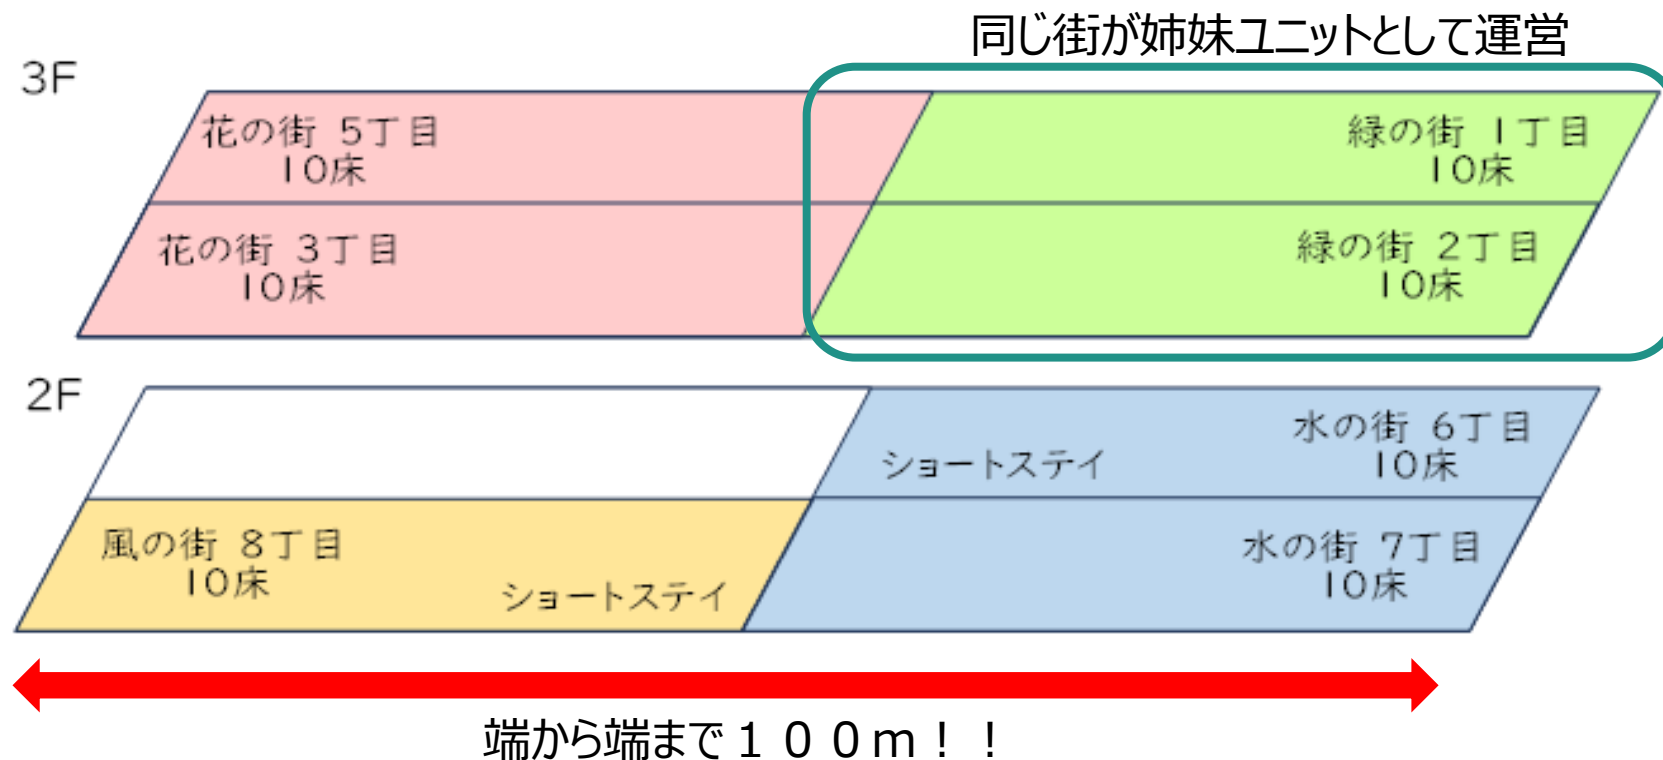 同じ街が姉妹ユニットとして運営
3F
花の街 5丁目
10床
緑の街 1丁目
10床
花の街 3丁目
10床
緑の街 2丁目
10床
2F
水の街 6丁目
10床
ショートステイ
風の街 8丁目
10床
ショートステイ
水の街 7丁目
10床
端から端まで１００ｍ！！